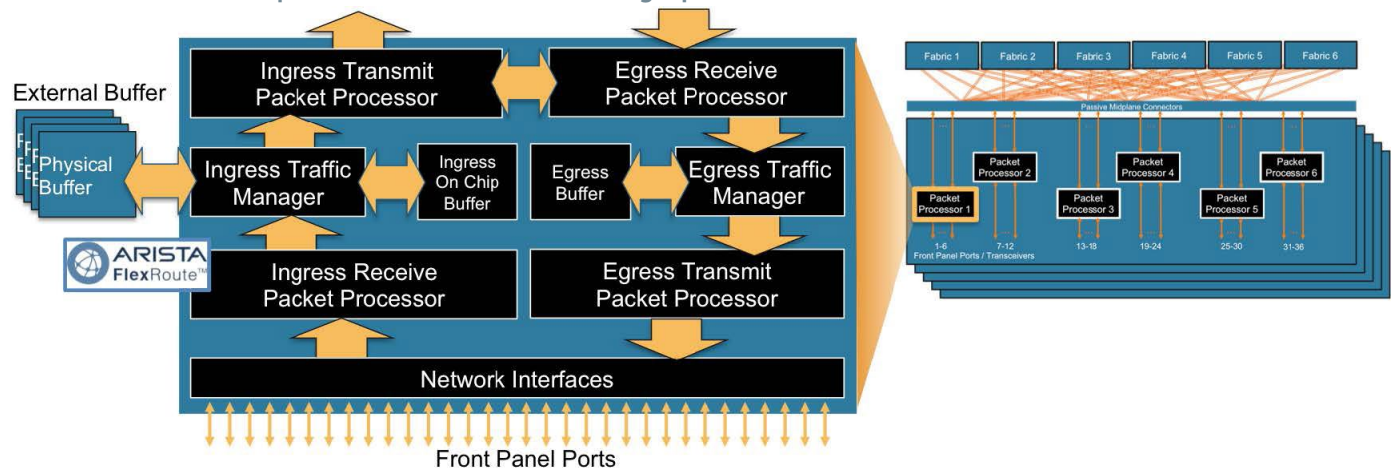 Ingress Transmit
Packet Processor
Egress Receive
Packet Processor
External Buffer
Physical
Buffer
Ingress Traffic
Manager
Ingress
On Chip
Buffer
Egress
Buffer
Egress Traffic
Manager
ARISTA
FlexRoute™
Ingress Receive
Packet Processor
Egress Transmit
Packet Processor
Network Interfaces
Front Panel Ports
Fabric 1
Fabric 2
Fabric 3
Fabric 4
Fabric 5
Fabric 6
Passive Midplane Connectors
Packet
Processor 1
Packet
Processor 2
Packet
Processor 3
Packet
Processor 4
Packet
Processor 5
Packet
Processor 6
1-6
7-12
13-18
19-24
25-30
31-36
Front Panel Ports / Transceivers